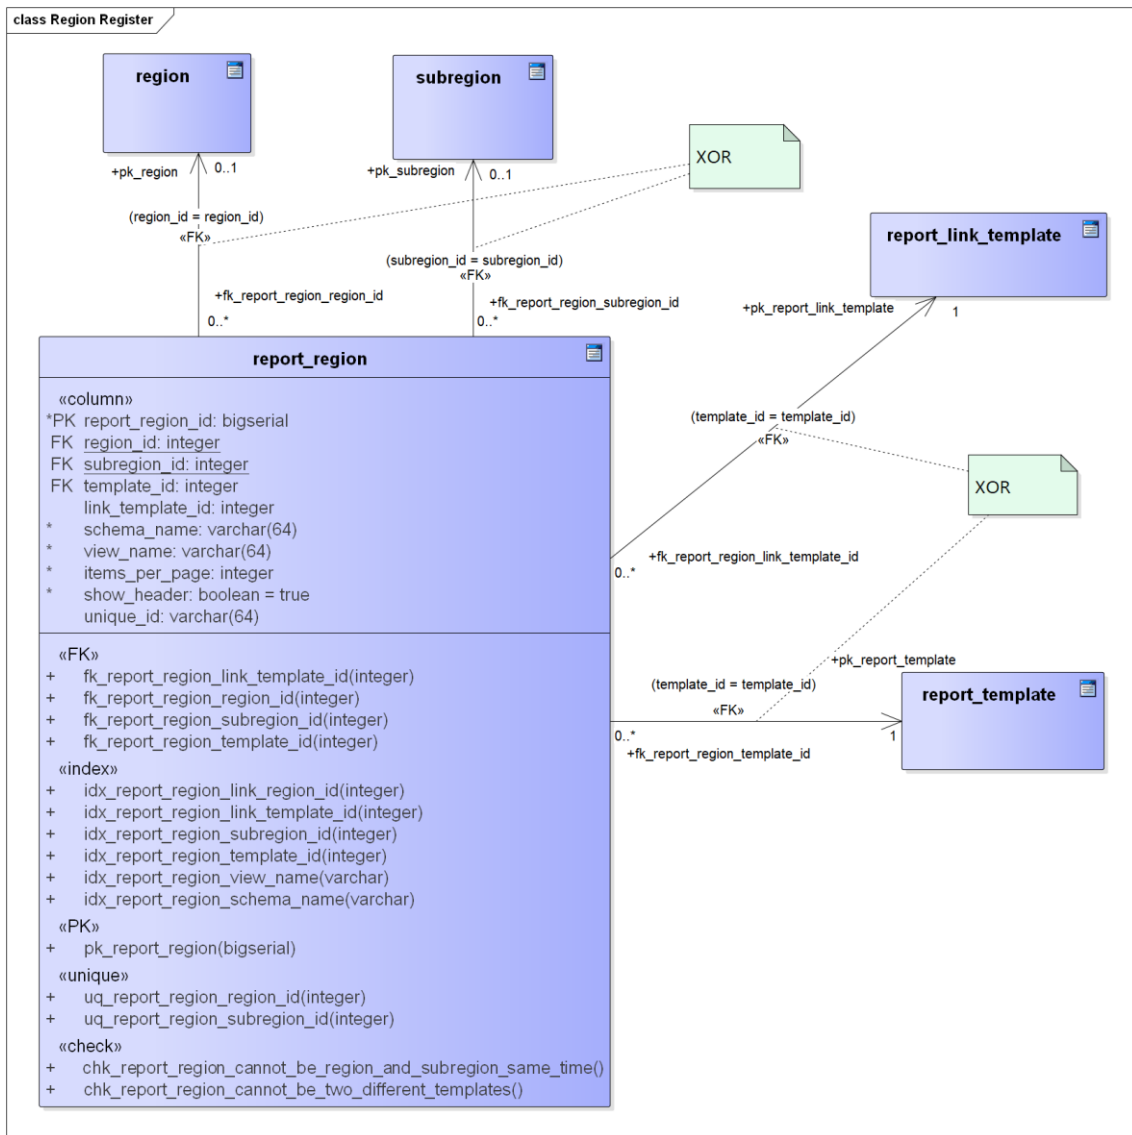 class Region Register
region
subregion
XOR
+pk_region
0..1
+pk_subregion
0..1
(region_id = region_id)
«FK»
(subregion_id = subregion_id)
«FK»
report_link_template
+fk_report_region_region_id
0..*
+fk_report_region_subregion_id
0..*
+pk_report_link_template
1
report_region
«column»
*PK report_region_id: bigserial
FK region_id: integer
FK subregion_id: integer
FK template_id: integer
link_template_id: integer
* schema_name: varchar(64)
* view_name: varchar(64)
* items_per_page: integer
* show_header: boolean = true
unique_id: varchar(64)
(template_id = template_id)
«FK»
XOR
+fk_report_region_link_template_id
0..*
«FK»
+ fk_report_region_link_template_id(integer)
+ fk_report_region_region_id(integer)
+ fk_report_region_subregion_id(integer)
+ fk_report_region_template_id(integer)
+pk_report_template
(template_id = template_id)
«FK»
report_template
0..*
1
+fk_report_region_template_id
«index»
+ idx_report_region_link_region_id(integer)
+ idx_report_region_link_template_id(integer)
+ idx_report_region_subregion_id(integer)
+ idx_report_region_template_id(integer)
+ idx_report_region_view_name(varchar)
+ idx_report_region_schema_name(varchar)
«PK»
+ pk_report_region(bigserial)
«unique»
+ uq_report_region_region_id(integer)
+ uq_report_region_subregion_id(integer)
«check»
+ chk_report_region_cannot_be_region_and_subregion_same_time()
+ chk_report_region_cannot_be_two_different_templates()